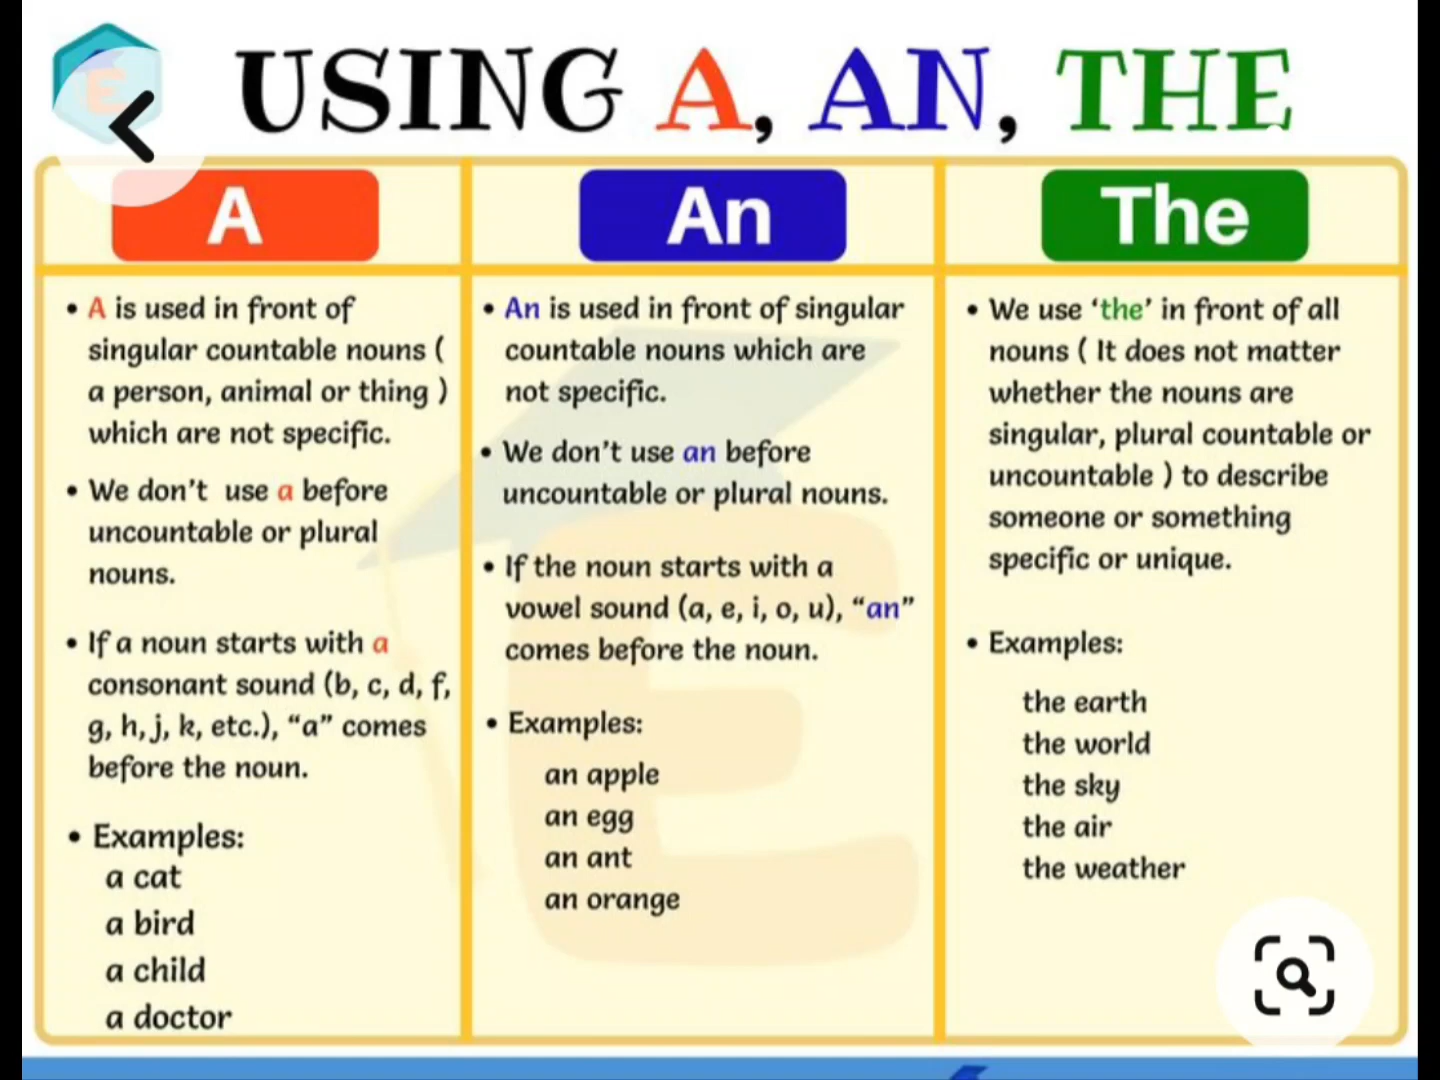 USING A, AN, THE
A
• A is used in front of
singular countable nouns (
a person, animal or thing )
which are not specific.
• We don't use a before
uncountable or plural
nouns.
• If a noun starts with a
consonant sound (b, c, d, f,
g, h, j, k, etc.), “a” comes
before the noun.
• Examples:
a cat
a bird
a child
a doctor
An
• An is used in front of singular
countable nouns which are
not specific.
• We don't use an before
uncountable or plural nouns.
• If the noun starts with a
vowel sound (a, e, i, o, u), “an”
comes before the noun.
• Examples:
an apple
an egg
an ant
an orange
The
• We use ‘the’ in front of all
nouns ( It does not matter
whether the nouns are
singular, plural countable or
uncountable ) to describe
someone or something
specific or unique.
• Examples:
the earth
the world
the sky
the air
the weather